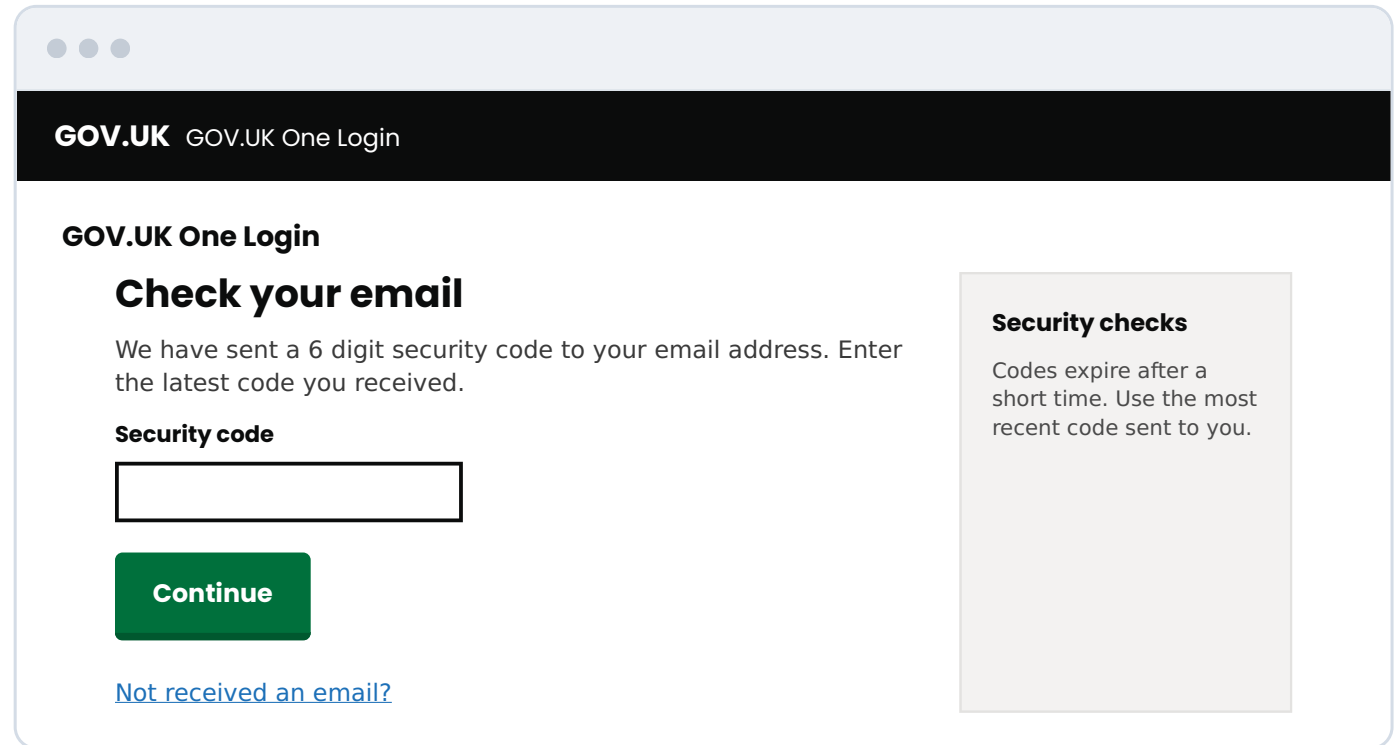 GOV.UK GOV.UK One Login
GOV.UK One Login
Check your email
We have sent a 6 digit security code to your email address. Enter
the latest code you received.
Security code
Continue
Not received an email?
Security checks
Codes expire after a
short time. Use the most
recent code sent to you.